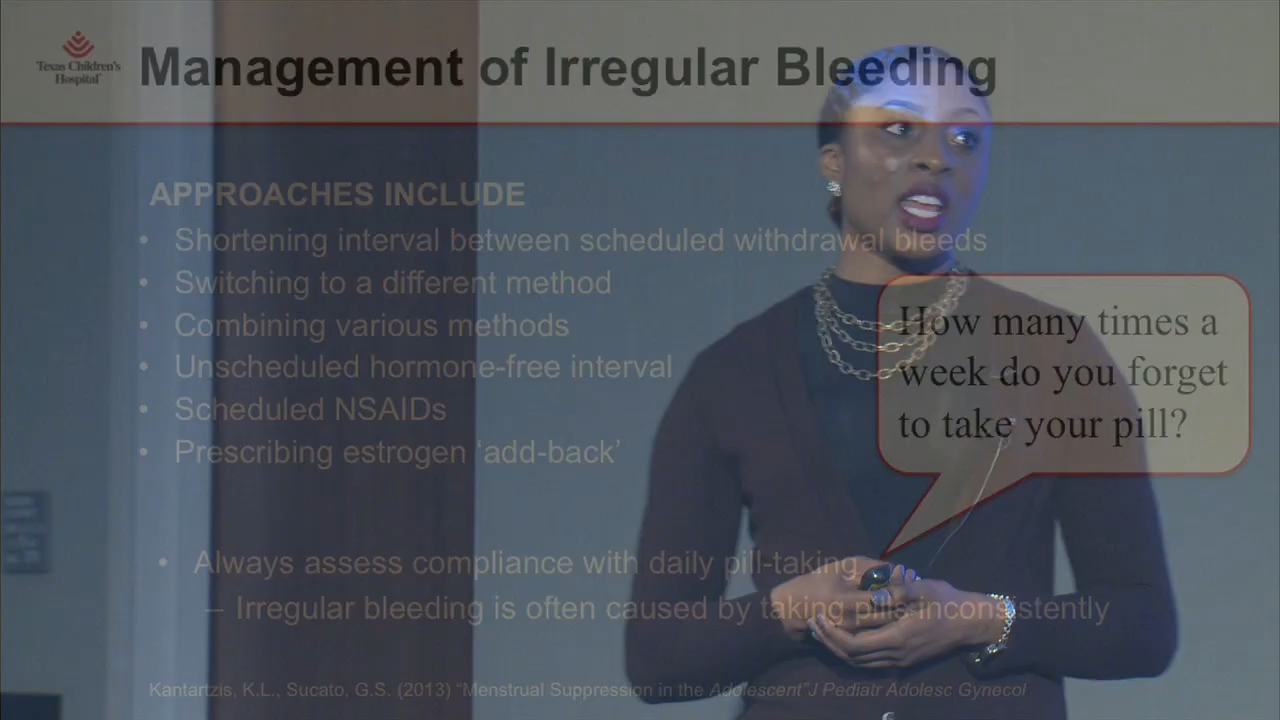 Texas Children's
Hospital
Management of Irregular Bleeding
APPROACHES INCLUDE
• Shortening interval between scheduled withdrawal bleeds
• Switching to a different method
• Combining various methods
• Unscheduled hormone-free interval
• Scheduled NSAIDs
• Prescribing estrogen ‘add-back’
How many times a
week do you forget
to take your pill?
• Always assess compliance with daily pill-taking
– Irregular bleeding is often caused by taking pills inconsistently
Kantartzis, K.L., Sucato, G.S. (2013) “Menstrual Suppression in the Adolescent”J Pediatr Adolesc Gynecol